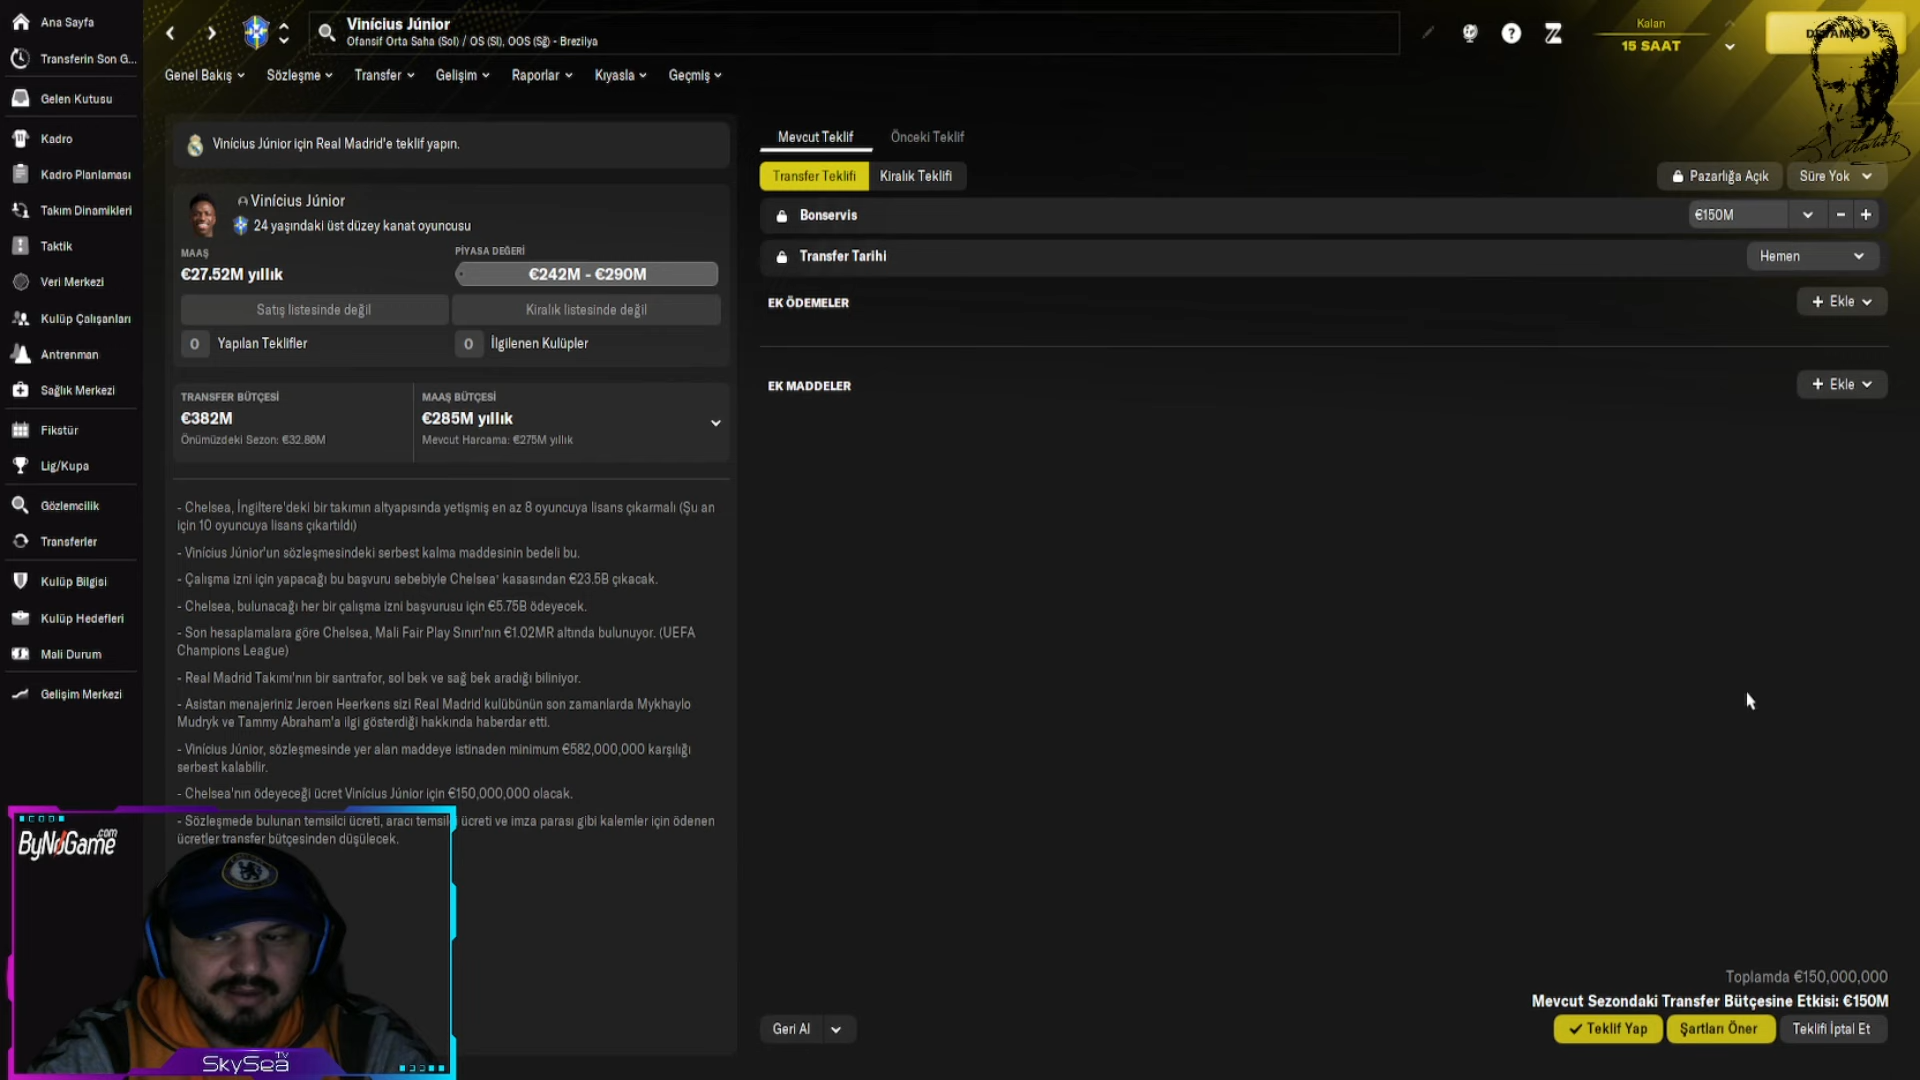 Ana Sayfa
Transferin Son G...
Gelen Kutusu
Kadro
Kadro Planlaması
Takım Dinamikleri
Taktik
Veri Merkezi
Kulüp Çalışanları
Antrenman
Sağlık Merkezi
Fikstür
Lig/Kupa
Gözlemcilik
Transferler
Kulüp Bilgisi
Kulüp Hedefleri
Mali Durum
Gelişim Merkezi
Vinícius Júnior
Ofansif Orta Saha (Sol) / OS (Sl), OOS (Sğ) - Brezilya
Kalan
15 SAAT
Genel Bakış
Sözleşme
Transfer
Gelişim
Raporlar
Kıyasla
Geçmiş
Vinícius Júnior için Real Madrid'e teklif yapın.
Vinícius Júnior
24 yaşındaki üst düzey kanat oyuncusu
MAAŞ
€27.52M yıllık
PİYASA DEĞERİ
€242M - €290M
Satış listesinde değil
Kiralık listesinde değil
0 Yapılan Teklifler
0 İlgilenen Kulüpler
TRANSFER BÜTÇESİ
€382M
Önümüzdeki Sezon: €32.86M
MAAŞ BÜTÇESİ
€285M yıllık
Mevcut Harcama: €275M yıllık
- Chelsea, İngiltere'deki bir takımın altyapısında yetişmiş en az 8 oyuncuya lisans çıkarmalı (Şu an
için 10 oyuncuya lisans çıkartıldı)
- Vinícius Júnior'un sözleşmesindeki serbest kalma maddesinin bedeli bu.
- Çalışma izni için yapacağı bu başvuru sebebiyle Chelsea' kasasından €23.5B çıkacak.
- Chelsea, bulunacağı her bir çalışma izni başvurusu için €5.75B ödeyecek.
- Son hesaplamalara göre Chelsea, Mali Fair Play Sınırı'nın €1.02MR altında bulunuyor. (UEFA
Champions League)
- Real Madrid Takımı'nın bir santrafor, sol bek ve sağ bek aradığı biliniyor.
- Asistan menajeriniz Jeroen Heerkens sizi Real Madrid kulübünün son zamanlarda Mykhaylo
Mudryk ve Tammy Abraham'a ilgi gösterdiği hakkında haberdar etti.
- Vinícius Júnior, sözleşmesinde yer alan maddeye istinaden minimum €582,000,000 karşılığı
serbest kalabilir.
- Chelsea'nın ödeyeceği ücret Vinícius Júnior için €150,000,000 olacak.
- Sözleşmede bulunan temsilci ücreti, aracı temsilci ücreti ve imza parası gibi kalemler için ödenen
ücretler transfer bütçesinden düşülecek.
Mevcut Teklif
Önceki Teklif
Transfer Teklifi
Kiralık Teklifi
Pazarlığa Açık
Süre Yok
Bonservis
€150M
Transfer Tarihi
Hemen
EK ÖDEMELER
+ Ekle
EK MADDELER
+ Ekle
Toplamda €150,000,000
Mevcut Sezondaki Transfer Bütçesine Etkisi: €150M
Geri Al
Teklif Yap
Şartları Öner
Teklifi İptal Et
ByNoGame.com
SkySea TV